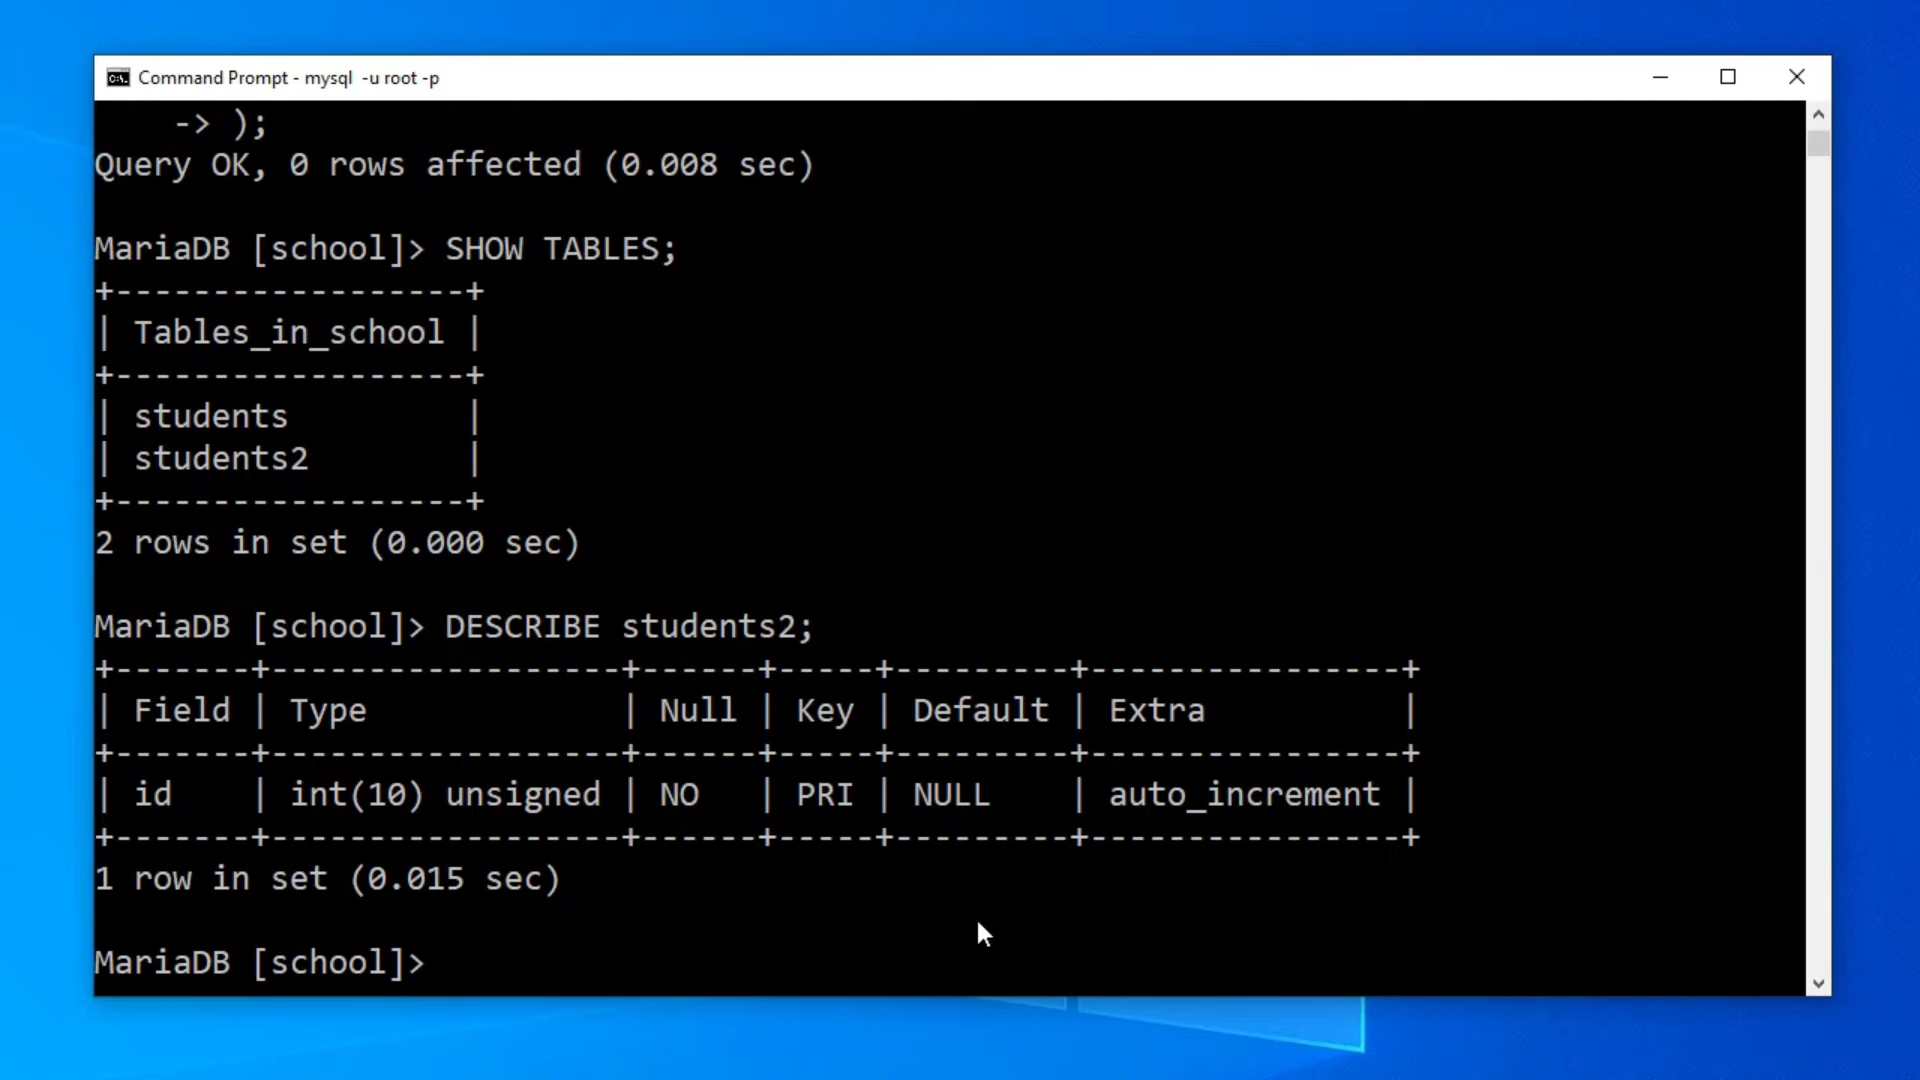 Command Prompt - mysql  -u root -p
    -> );
Query OK, 0 rows affected (0.008 sec)
MariaDB [school]> SHOW TABLES;
+------------------+
| Tables_in_school |
+------------------+
| students         |
| students2        |
+------------------+
2 rows in set (0.000 sec)
MariaDB [school]> DESCRIBE students2;
+-------+------------------+------+-----+---------+----------------+
| Field | Type             | Null | Key | Default | Extra          |
+-------+------------------+------+-----+---------+----------------+
| id    | int(10) unsigned | NO   | PRI | NULL    | auto_increment |
+-------+------------------+------+-----+---------+----------------+
1 row in set (0.015 sec)
MariaDB [school]>